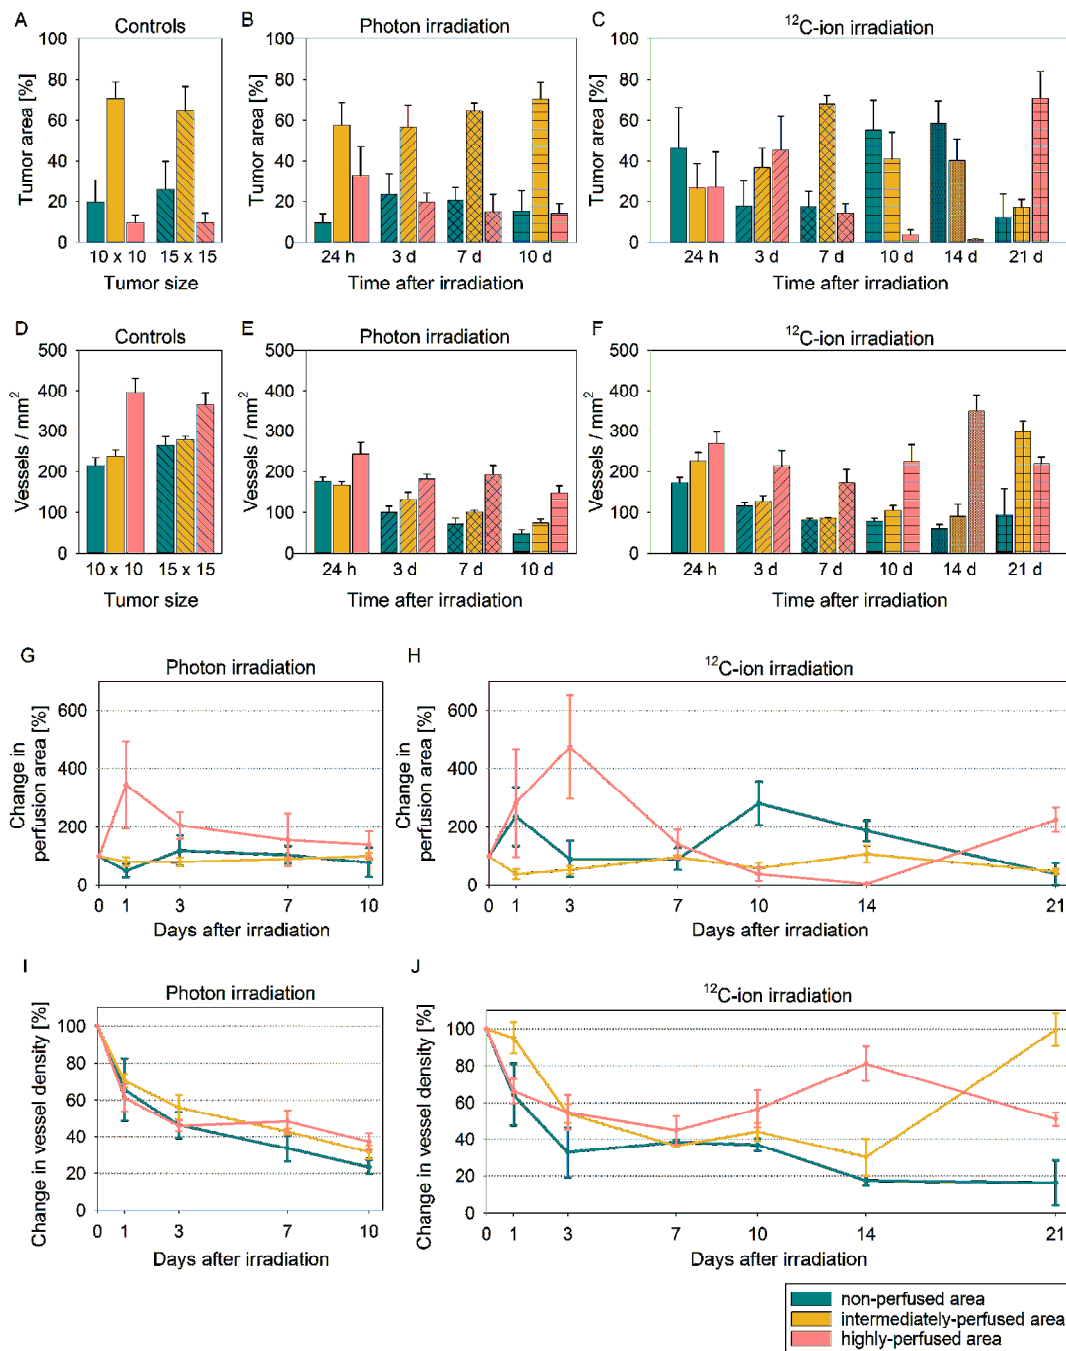 A Controls
Tumor area [%]
100
80
60
40
20
0
10 x 10 15 x 15
Tumor size
B Photon irradiation
Tumor area [%]
100
80
60
40
20
0
24 h 3 d 7 d 10 d
Time after irradiation
C ¹²C-ion irradiation
Tumor area [%]
100
80
60
40
20
0
24 h 3 d 7 d 10 d 14 d 21 d
Time after irradiation
D Controls
Vessels / mm²
500
400
300
200
100
0
10 x 10 15 x 15
Tumor size
E Photon irradiation
Vessels / mm²
500
400
300
200
100
0
24 h 3 d 7 d 10 d
Time after irradiation
F ¹²C-ion irradiation
Vessels / mm²
500
400
300
200
100
0
24 h 3 d 7 d 10 d 14 d 21 d
Time after irradiation
G Photon irradiation
Change in
perfusion area [%]
600
400
200
0
0 1 3 7 10
Days after irradiation
H ¹²C-ion irradiation
Change in
perfusion area [%]
600
400
200
0
0 1 3 7 10 14 21
Days after irradiation
I Photon irradiation
Change in vessel density [%]
100
80
60
40
20
0
0 1 3 7 10
Days after irradiation
J ¹²C-ion irradiation
Change in vessel density [%]
100
80
60
40
20
0
0 1 3 7 10 14 21
Days after irradiation
non-perfused area
intermediately-perfused area
highly-perfused area